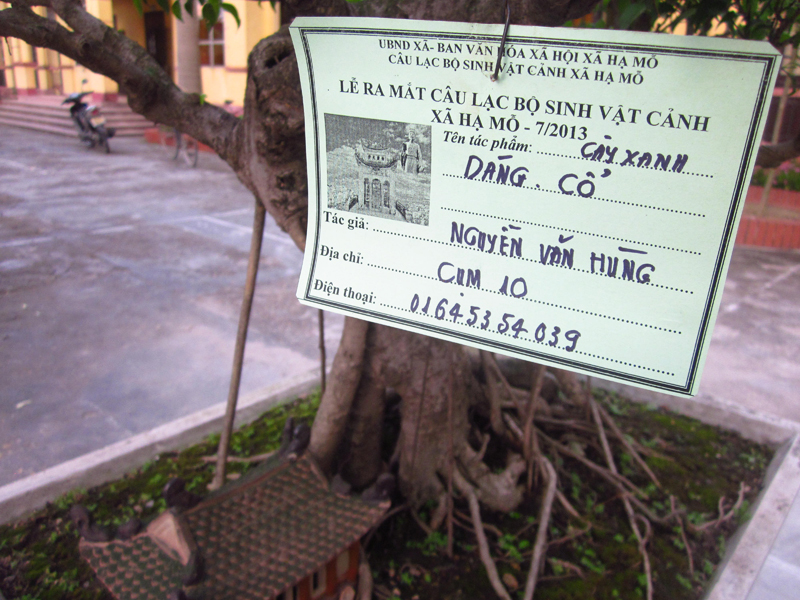 UBND XÃ- BAN VĂN HÓA XÃ HỘI XÃ HẠ MỖ
CÂU LẠC BỘ SINH VẬT CẢNH XÃ HẠ MỖ
LỄ RA MẮT CÂU LẠC BỘ SINH VẬT CẢNH
XÃ HẠ MỖ - 7/2013
Tên tác phẩm: CÂY XANH
DÁNG. CỔ
Tác giả: NGUYỄN VĂN HÙNG
Địa chỉ: CỤM 10
Điện thoại: 01645354039